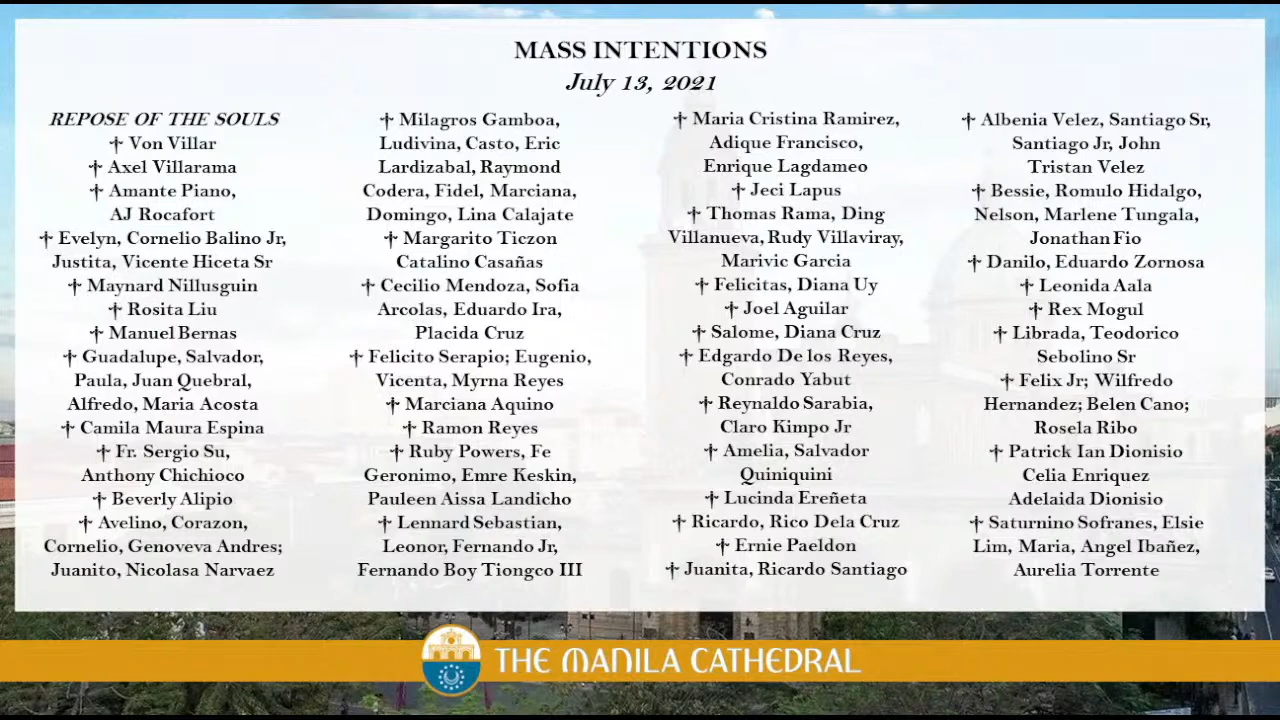 MASS INTENTIONS
July 13, 2021
REPOSE OF THE SOULS
✝ Von Villar
✝ Axel Villarama
✝ Amante Piano,
AJ Rocafort
✝ Evelyn, Cornelio Balino Jr,
Justita, Vicente Hiceta Sr
✝ Maynard Nillusguin
✝ Rosita Liu
✝ Manuel Bernas
✝ Guadalupe, Salvador,
Paula, Juan Quebral,
Alfredo, Maria Acosta
✝ Camila Maura Espina
✝ Fr. Sergio Su,
Anthony Chichioco
✝ Beverly Alipio
✝ Avelino, Corazon,
Cornelio, Genoveva Andres;
Juanito, Nicolasa Narvaez
✝ Milagros Gamboa,
Ludivina, Casto, Eric
Lardizabal, Raymond
Codera, Fidel, Marciana,
Domingo, Lina Calajate
✝ Margarito Ticzon
Catalino Casañas
✝ Cecilio Mendoza, Sofia
Arcolas, Eduardo Ira,
Placida Cruz
✝ Felicito Serapio; Eugenio,
Vicenta, Myrna Reyes
✝ Marciana Aquino
✝ Ramon Reyes
✝ Ruby Powers, Fe
Geronimo, Emre Keskin,
Pauleen Aissa Landicho
✝ Lennard Sebastian,
Leonor, Fernando Jr,
Fernando Boy Tiongco III
✝ Maria Cristina Ramirez,
Adique Francisco,
Enrique Lagdameo
✝ Jeci Lapus
✝ Thomas Rama, Ding
Villanueva, Rudy Villaviray,
Marivic Garcia
✝ Felicitas, Diana Uy
✝ Joel Aguilar
✝ Salome, Diana Cruz
✝ Edgardo De los Reyes,
Conrado Yabut
✝ Reynaldo Sarabia,
Claro Kimpo Jr
✝ Amelia, Salvador
Quiniquini
✝ Lucinda Ereñeta
✝ Ricardo, Rico Dela Cruz
✝ Ernie Paeldon
✝ Juanita, Ricardo Santiago
✝ Albenia Velez, Santiago Sr,
Santiago Jr, John
Tristan Velez
✝ Bessie, Romulo Hidalgo,
Nelson, Marlene Tungala,
Jonathan Fio
✝ Danilo, Eduardo Zornosa
✝ Leonida Aala
✝ Rex Mogul
✝ Librada, Teodorico
Sebolino Sr
✝ Felix Jr; Wilfredo
Hernandez; Belen Cano;
Rosela Ribo
✝ Patrick Ian Dionisio
Celia Enriquez
Adelaida Dionisio
✝ Saturnino Sofranes, Elsie
Lim, Maria, Angel Ibañez,
Aurelia Torrente
THE MANILA CATHEDRAL